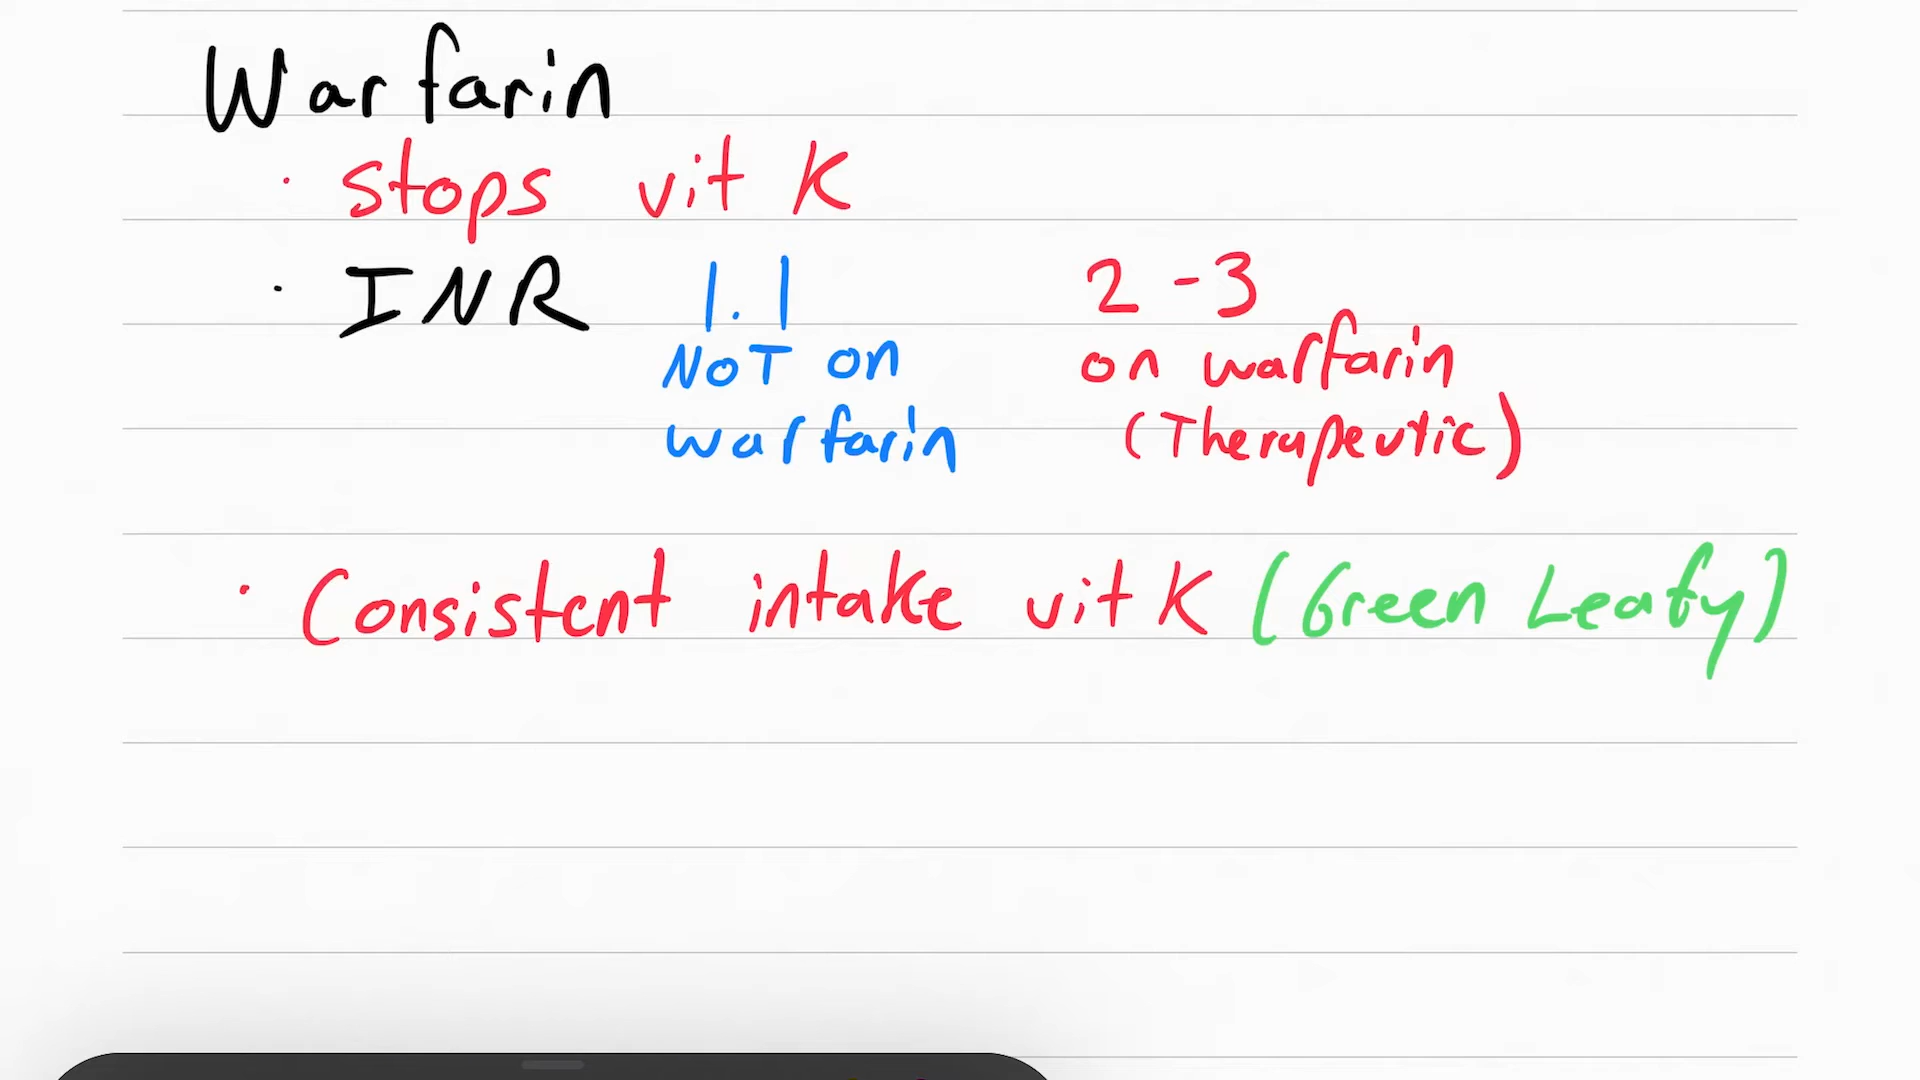 Warfarin
· stops vit K
· INR 1.1 2-3
NOT on on warfarin
warfarin (Therapeutic)
· Consistent intake vit K (Green Leafy)